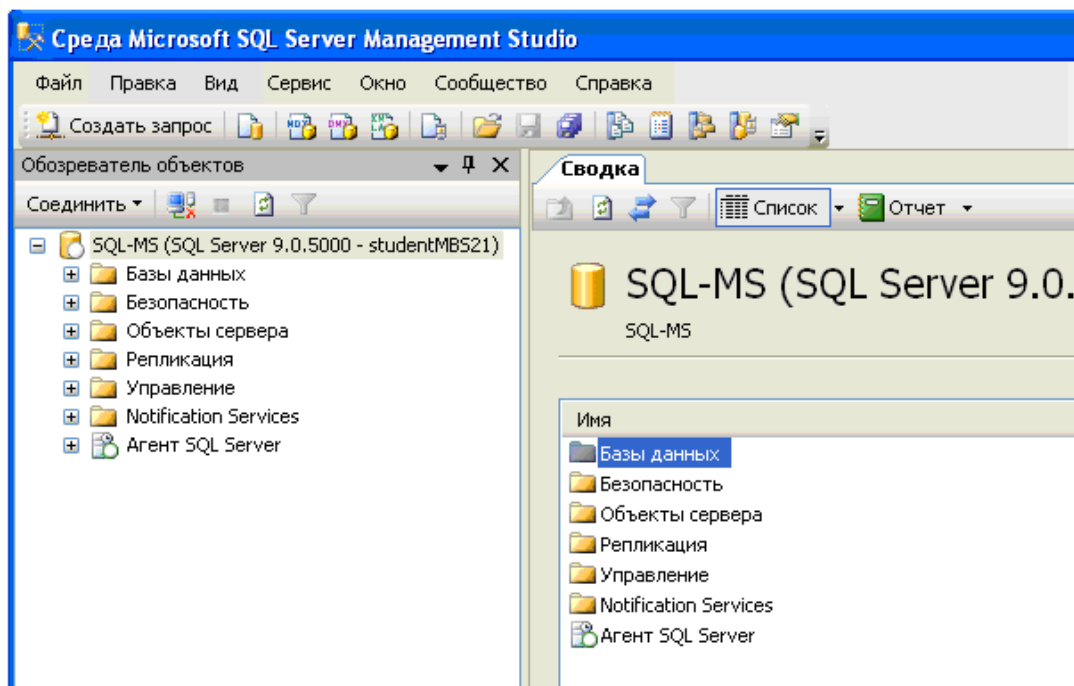 Среда Microsoft SQL Server Management Studio
Файл Правка Вид Сервис Окно Сообщество Справка
Создать запрос MDX DMX XML
Обозреватель объектов
Соединить
SQL-MS (SQL Server 9.0.5000 - studentMBS21)
Базы данных
Безопасность
Объекты сервера
Репликация
Управление
Notification Services
Агент SQL Server
Сводка
Список Отчет
SQL-MS (SQL Server 9.0.
SQL-MS
Имя
Базы данных
Безопасность
Объекты сервера
Репликация
Управление
Notification Services
Агент SQL Server